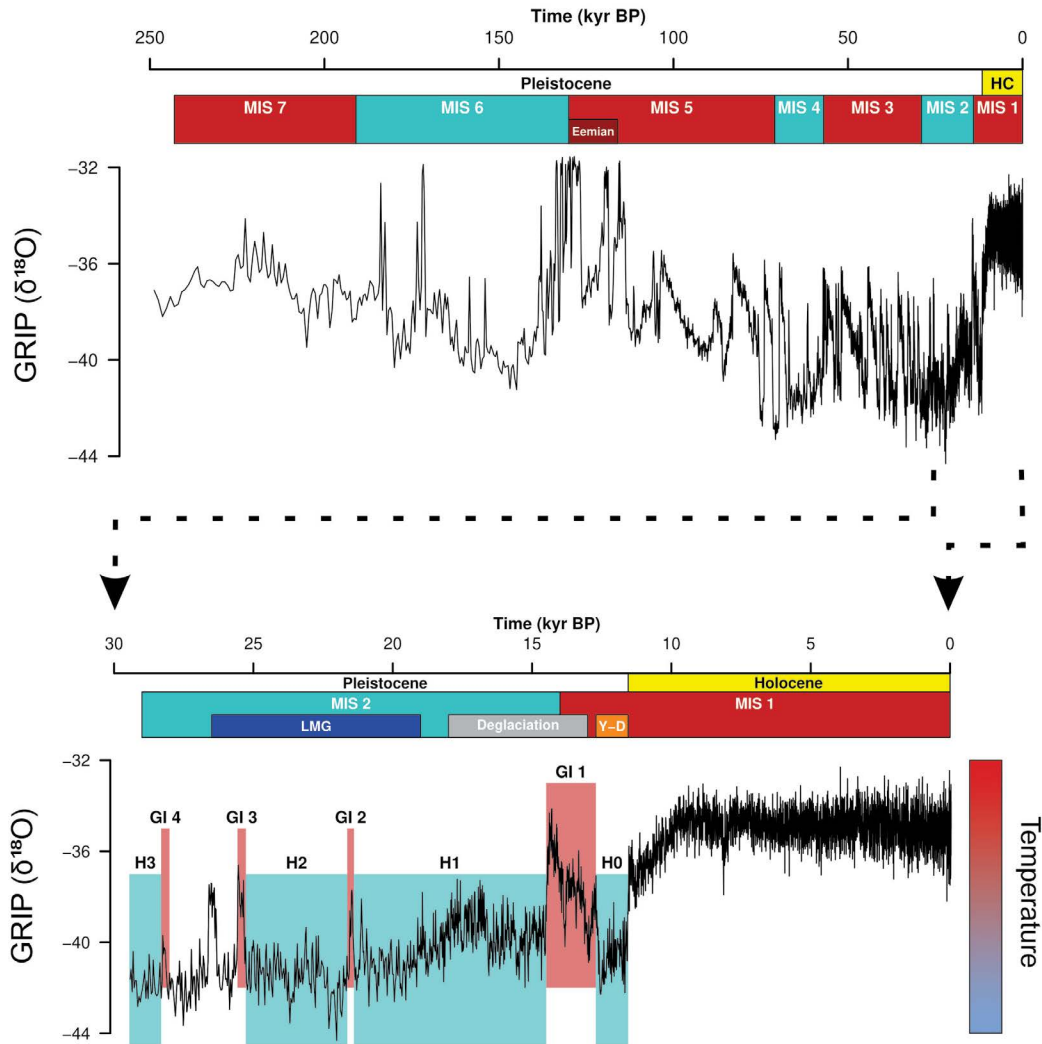 Time (kyr BP)
250 200 150 100 50 0
Pleistocene HC
MIS 7 MIS 6 MIS 5 MIS 4 MIS 3 MIS 2 MIS 1
Eemian
GRIP (δ¹⁸O)
−32
−36
−40
−44
Time (kyr BP)
30 25 20 15 10 5 0
Pleistocene Holocene
MIS 2 MIS 1
LMG Deglaciation Y−D
GRIP (δ¹⁸O)
−32
−36
−40
−44
GI 1
GI 4 GI 3 GI 2
H3 H2 H1 H0
Temperature